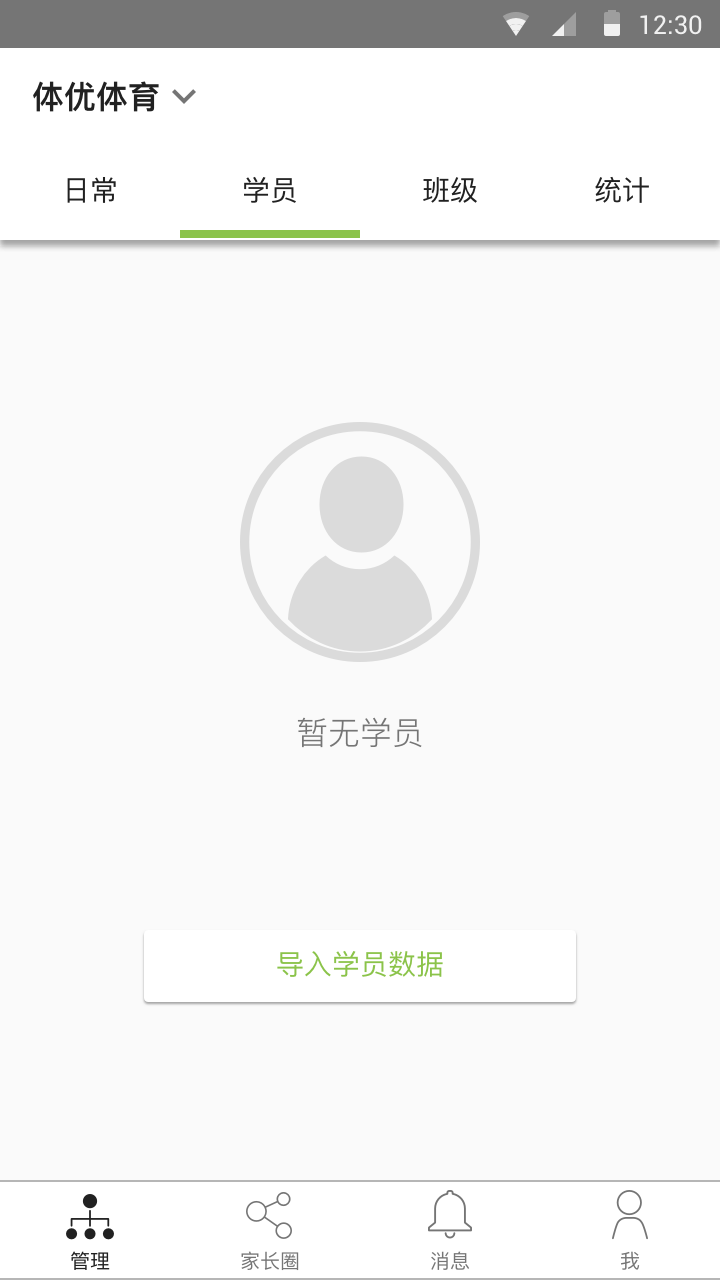 12:30
体优体育
日常 学员 班级 统计
暂无学员
导入学员数据
管理 家长圈 消息 我